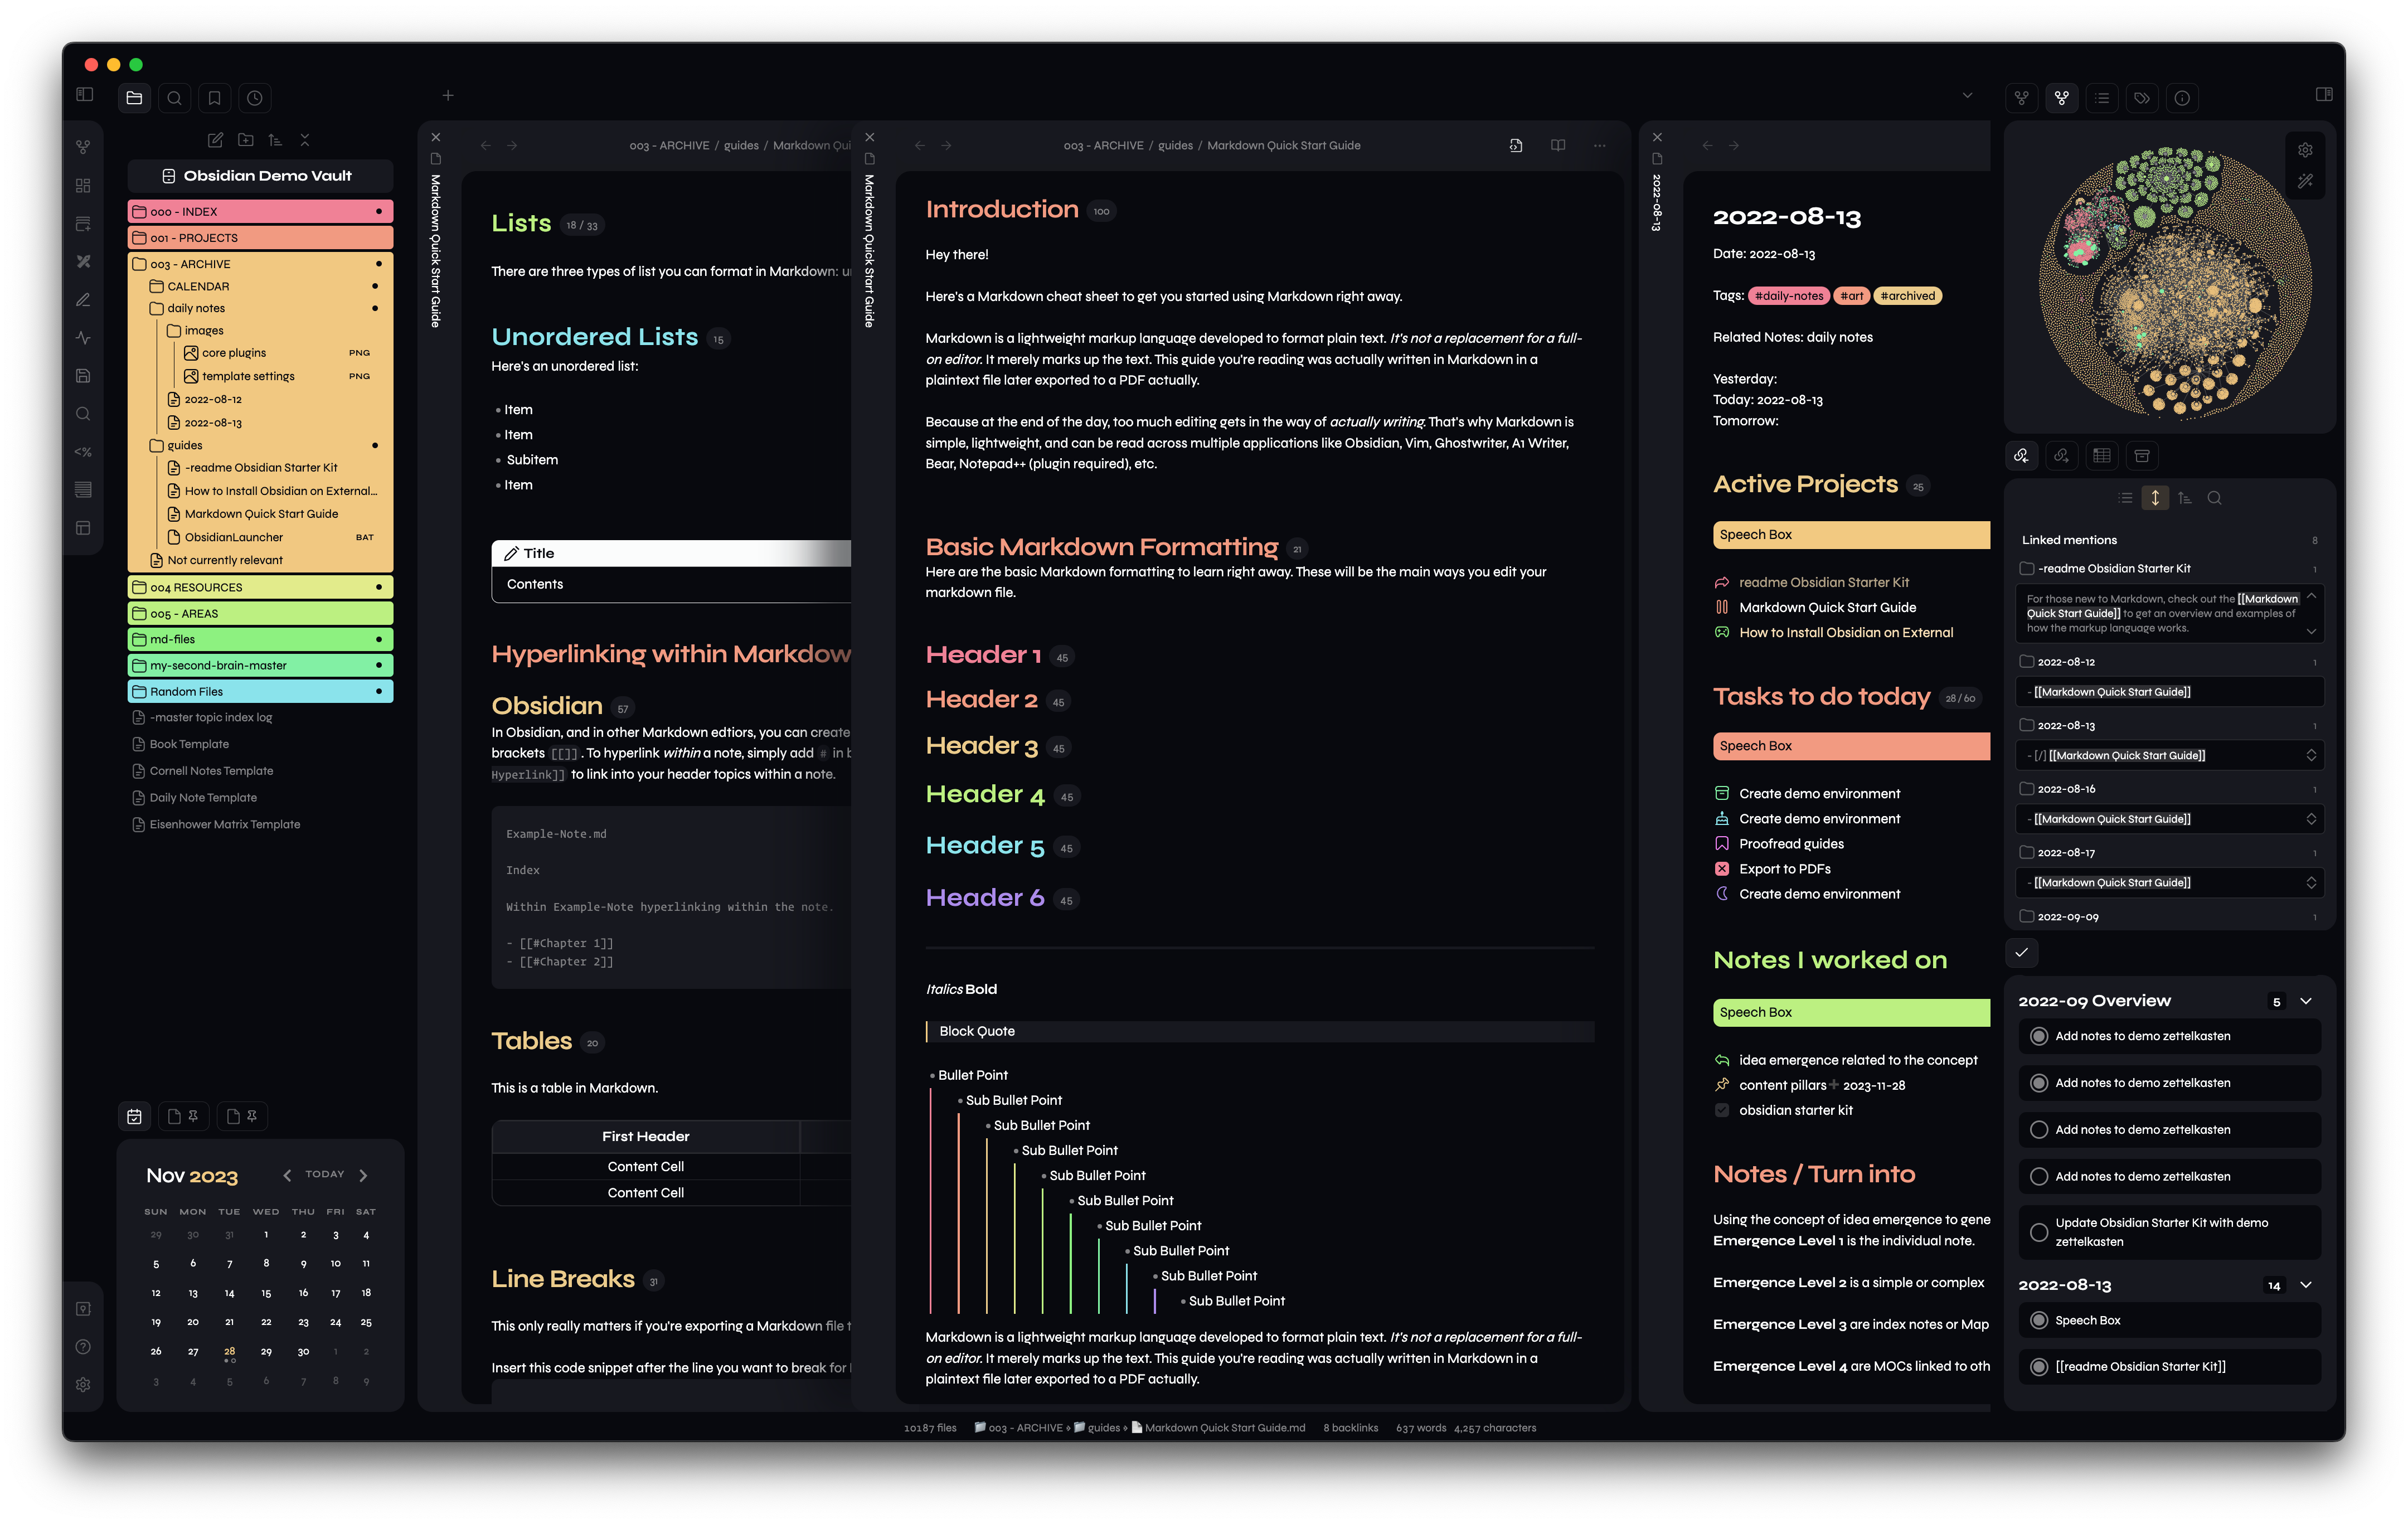 Obsidian Demo Vault
000 - INDEX
001 - PROJECTS
003 - ARCHIVE
CALENDAR
daily notes
images
core plugins PNG
template settings PNG
2022-08-12
2022-08-13
guides
-readme Obsidian Starter Kit
How to Install Obsidian on External...
Markdown Quick Start Guide
ObsidianLauncher BAT
Not currently relevant
004 RESOURCES
005 - AREAS
md-files
my-second-brain-master
Random Files
-master topic index log
Book Template
Cornell Notes Template
Daily Note Template
Eisenhower Matrix Template
Nov 2023
TODAY
SUN MON TUE WED THU FRI SAT
29 30 31 1 2 3 4
5 6 7 8 9 10 11
12 13 14 15 16 17 18
19 20 21 22 23 24 25
26 27 28 29 30 1 2
3 4 5 6 7 8 9
<%
Markdown Quick Start Guide
003 - ARCHIVE / guides / Markdown Qui
Lists 18 / 33
There are three types of list you can format in Markdown: u
Unordered Lists 15
Here's an unordered list:
Item
Item
Subitem
Item
Title
Contents
Hyperlinking within Markdow
Obsidian 57
In Obsidian, and in other Markdown edtiors, you can create
brackets [[]] . To hyperlink within a note, simply add # in b
Hyperlink]] to link into your header topics within a note.
Example-Note.md
Index
Within Example-Note hyperlinking within the note.
- [[#Chapter 1]]
- [[#Chapter 2]]
Tables 20
This is a table in Markdown.
First Header
Content Cell
Content Cell
Line Breaks 31
This only really matters if you're exporting a Markdown file t
Insert this code snippet after the line you want to break for
Markdown Quick Start Guide
003 - ARCHIVE / guides / Markdown Quick Start Guide
Introduction 100
Hey there!
Here's a Markdown cheat sheet to get you started using Markdown right away.
Markdown is a lightweight markup language developed to format plain text. It's not a replacement for a full-
on editor. It merely marks up the text. This guide you're reading was actually written in Markdown in a
plaintext file later exported to a PDF actually.
Because at the end of the day, too much editing gets in the way of actually writing. That's why Markdown is
simple, lightweight, and can be read across multiple applications like Obsidian, Vim, Ghostwriter, A1 Writer,
Bear, Notepad++ (plugin required), etc.
Basic Markdown Formatting 21
Here are the basic Markdown formatting to learn right away. These will be the main ways you edit your
markdown file.
Header 1 45
Header 2 45
Header 3 45
Header 4 45
Header 5 45
Header 6 45
Italics Bold
Block Quote
Bullet Point
Sub Bullet Point
Sub Bullet Point
Sub Bullet Point
Sub Bullet Point
Sub Bullet Point
Sub Bullet Point
Sub Bullet Point
Sub Bullet Point
Sub Bullet Point
Markdown is a lightweight markup language developed to format plain text. It's not a replacement for a full-
on editor. It merely marks up the text. This guide you're reading was actually written in Markdown in a
plaintext file later exported to a PDF actually.
2022-08-13
2022-08-13
Date: 2022-08-13
Tags: #daily-notes #art #archived
Related Notes: daily notes
Yesterday:
Today: 2022-08-13
Tomorrow:
Active Projects 25
Speech Box
readme Obsidian Starter Kit
Markdown Quick Start Guide
How to Install Obsidian on External
Tasks to do today 28 / 60
Speech Box
Create demo environment
Create demo environment
Proofread guides
Export to PDFs
Create demo environment
Notes I worked on
Speech Box
idea emergence related to the concept
content pillars + 2023-11-28
obsidian starter kit
Notes / Turn into
Using the concept of idea emergence to gene
Emergence Level 1 is the individual note.
Emergence Level 2 is a simple or complex
Emergence Level 3 are index notes or Map
Emergence Level 4 are MOCs linked to oth
Linked mentions 8
-readme Obsidian Starter Kit 1
For those new to Markdown, check out the [[Markdown
Quick Start Guide]] to get an overview and examples of
how the markup language works.
2022-08-12 1
- [[Markdown Quick Start Guide]]
2022-08-13 1
- [/] [[Markdown Quick Start Guide]]
2022-08-16 1
- [[Markdown Quick Start Guide]]
2022-08-17 1
- [[Markdown Quick Start Guide]]
2022-09-09 1
2022-09 Overview 5
Add notes to demo zettelkasten
Add notes to demo zettelkasten
Add notes to demo zettelkasten
Add notes to demo zettelkasten
Update Obsidian Starter Kit with demo
zettelkasten
2022-08-13 14
Speech Box
[[readme Obsidian Starter Kit]]
10187 files 003 - ARCHIVE guides Markdown Quick Start Guide.md 8 backlinks 637 words 4,257 characters